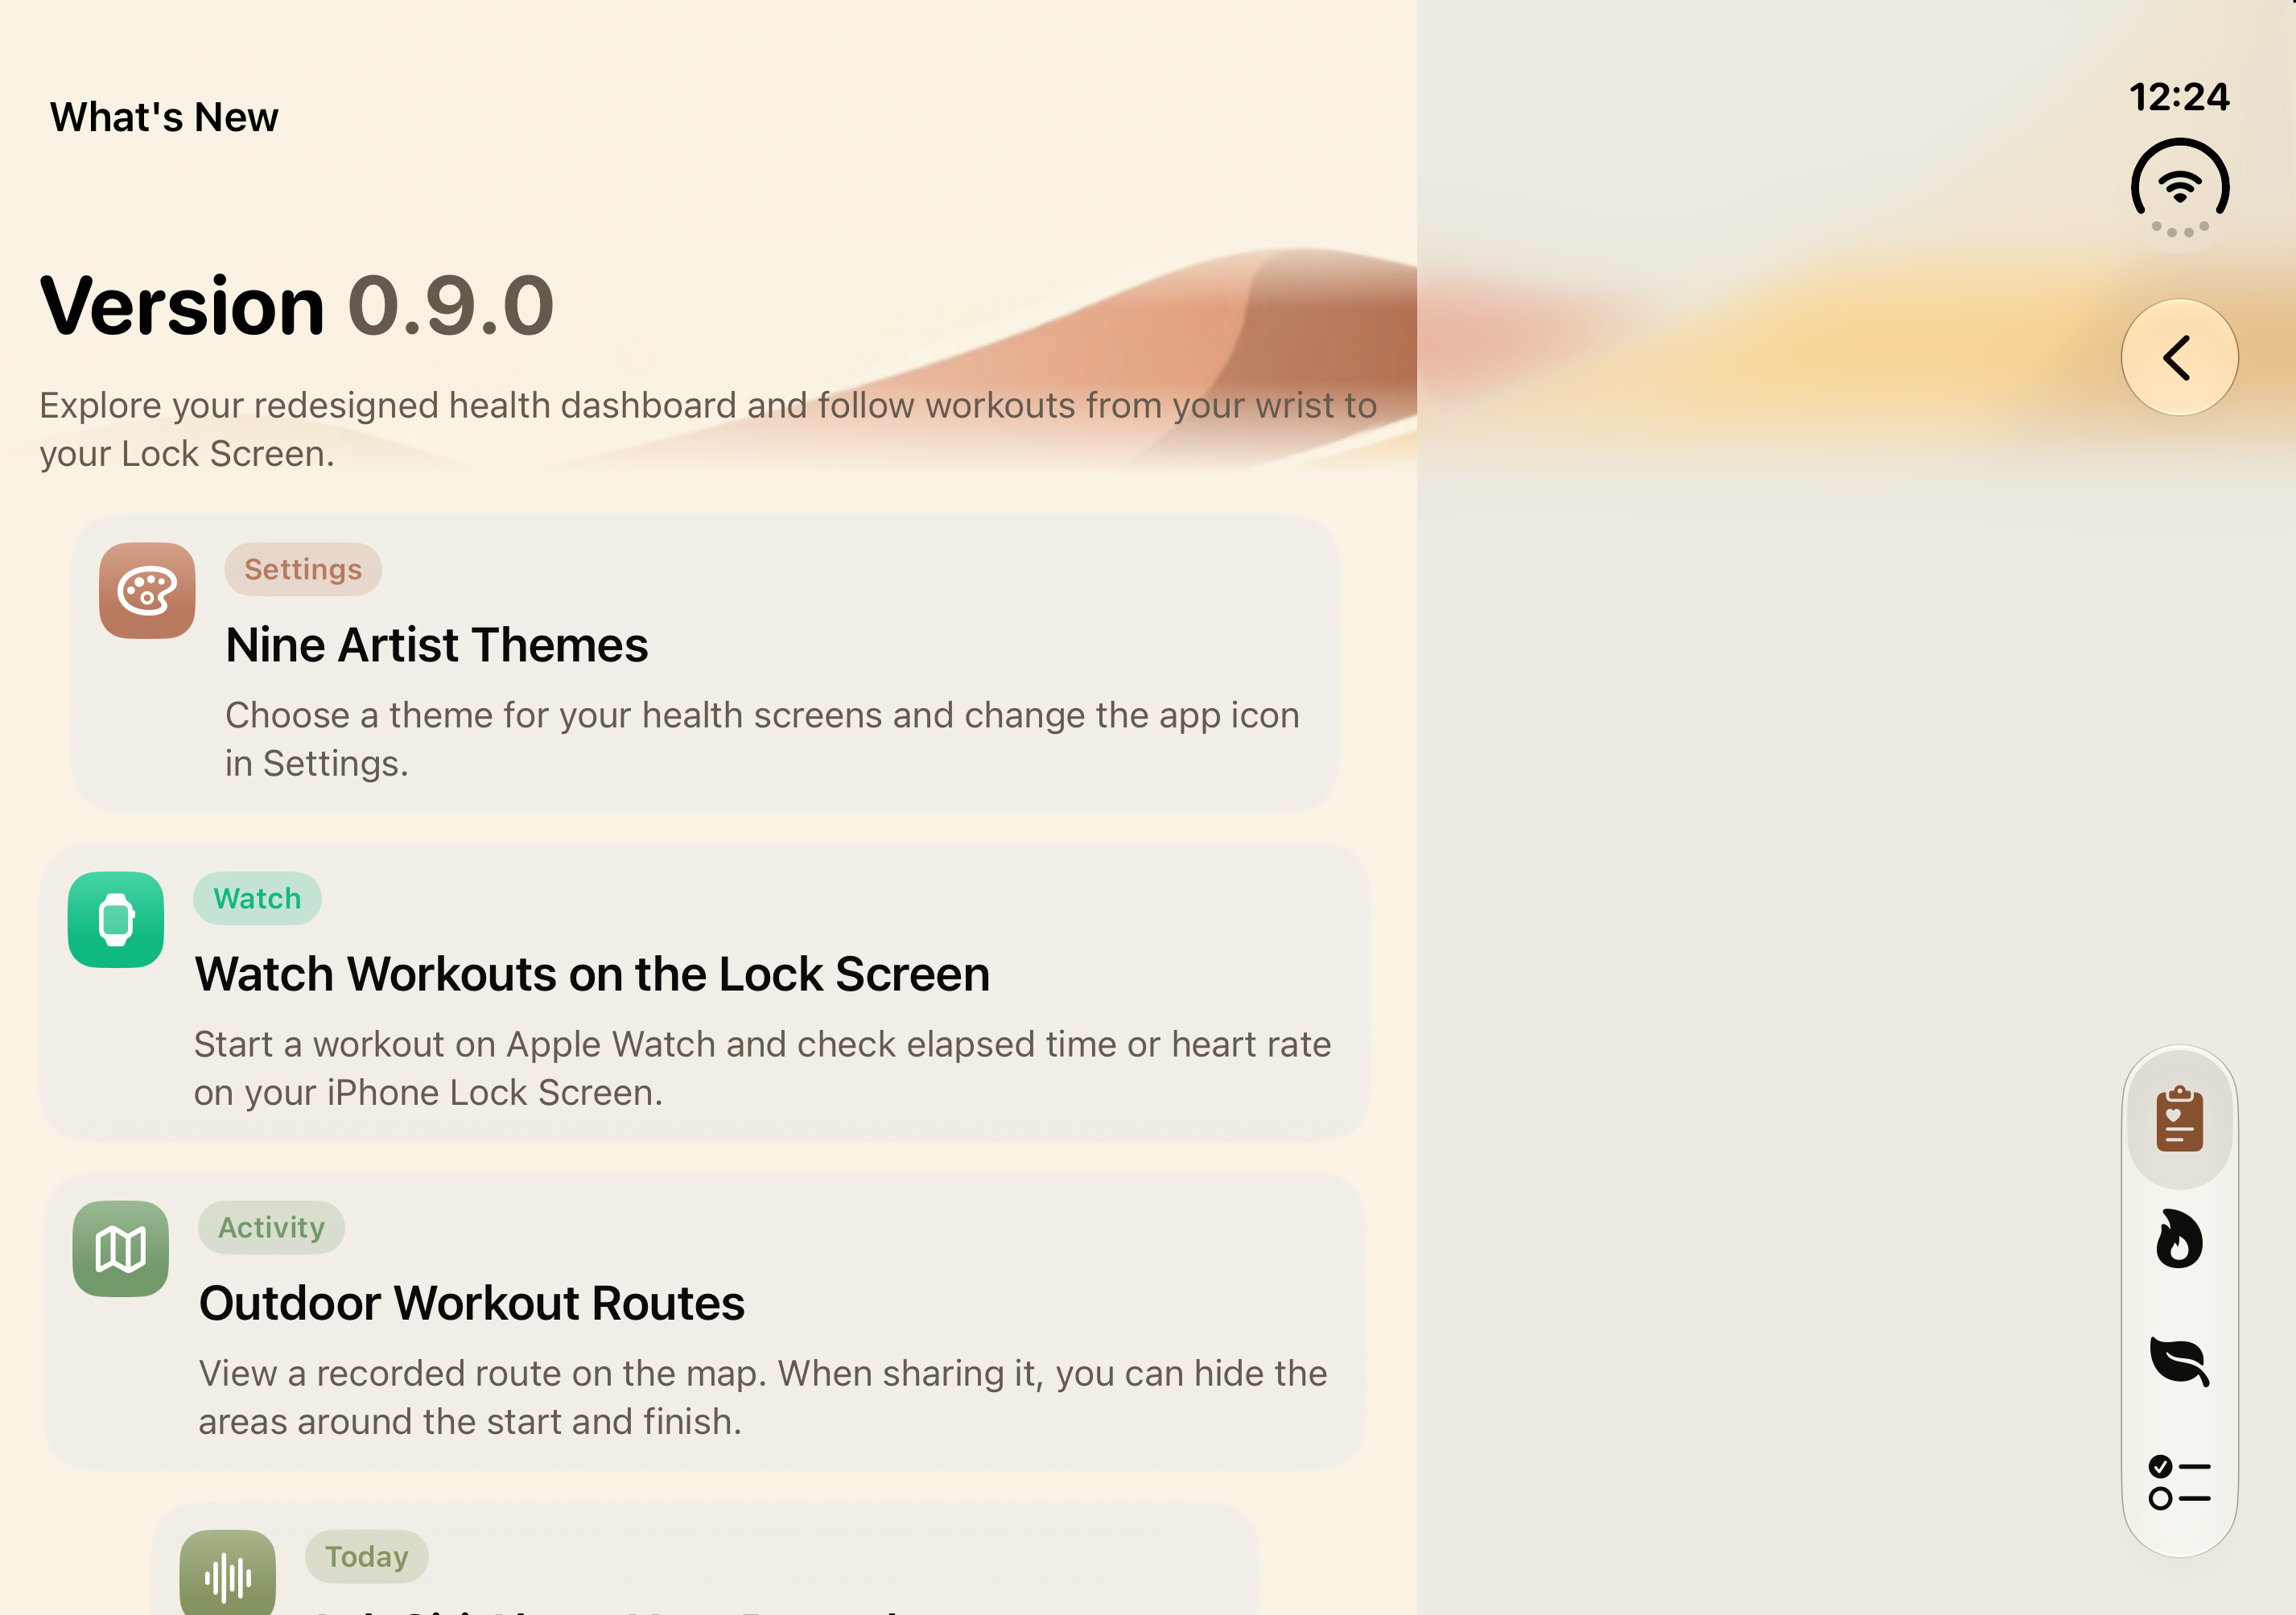 What's New
12:24
Version 0.9.0
Explore your redesigned health dashboard and follow workouts from your wrist to
your Lock Screen.
Settings
Nine Artist Themes
Choose a theme for your health screens and change the app icon
in Settings.
Watch
Watch Workouts on the Lock Screen
Start a workout on Apple Watch and check elapsed time or heart rate
on your iPhone Lock Screen.
Activity
Outdoor Workout Routes
View a recorded route on the map. When sharing it, you can hide the
areas around the start and finish.
Today